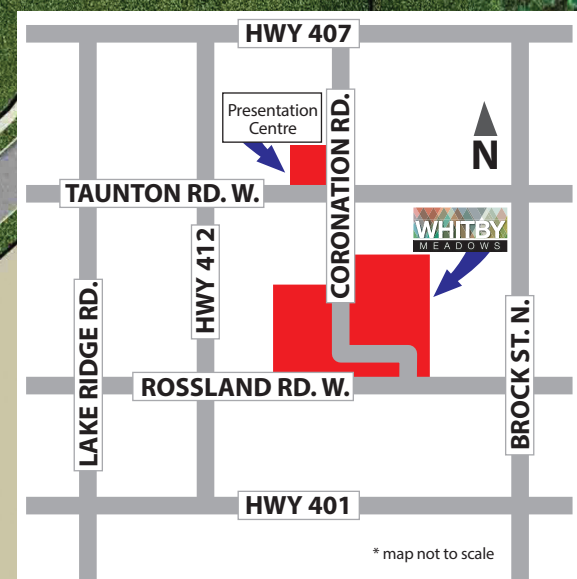 HWY 407
Presentation
Centre
CORONATION RD.
N
TAUNTON RD. W.
WHITBY
MEADOWS
HWY 412
LAKE RIDGE RD.
BROCK ST. N.
ROSSLAND RD. W.
HWY 401
* map not to scale